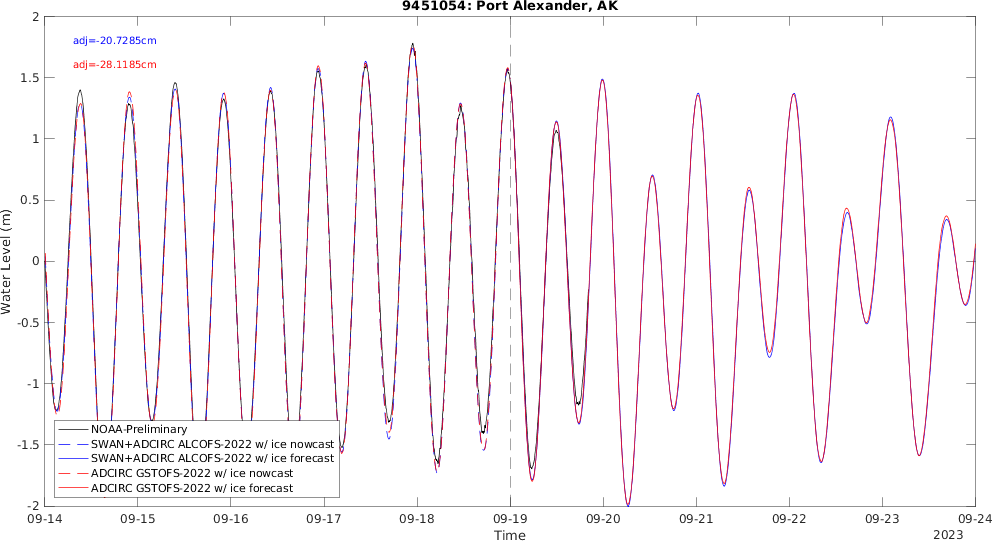 9451054: Port Alexander, AK
adj=-20.7285cm
adj=-28.1185cm
Water Level (m)
2
1.5
1
0.5
0
-0.5
-1
-1.5
-2
NOAA-Preliminary
SWAN+ADCIRC ALCOFS-2022 w/ ice nowcast
SWAN+ADCIRC ALCOFS-2022 w/ ice forecast
ADCIRC GSTOFS-2022 w/ ice nowcast
ADCIRC GSTOFS-2022 w/ ice forecast
09-14 09-15 09-16 09-17 09-18 09-19 09-20 09-21 09-22 09-23 09-24
Time
2023